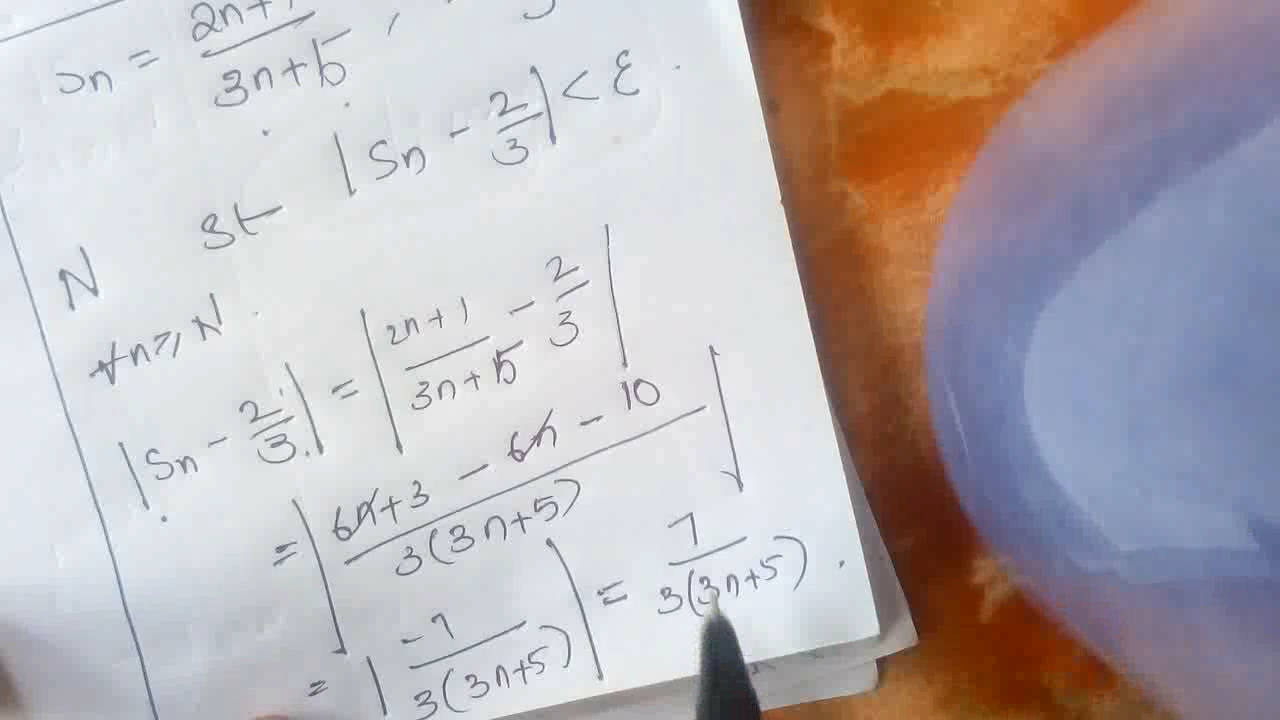 Sn = 2n+1 / 3n+5 ,
st |Sn - 2/3| < ε .
N
∀ n ≥ N .
|Sn - 2/3| = | 2n+1 / 3n+5 - 2/3 |
= | 6n+3 - 6n - 10 / 3(3n+5) |
= | -7 / 3(3n+5) | = 7 / 3(3n+5) .